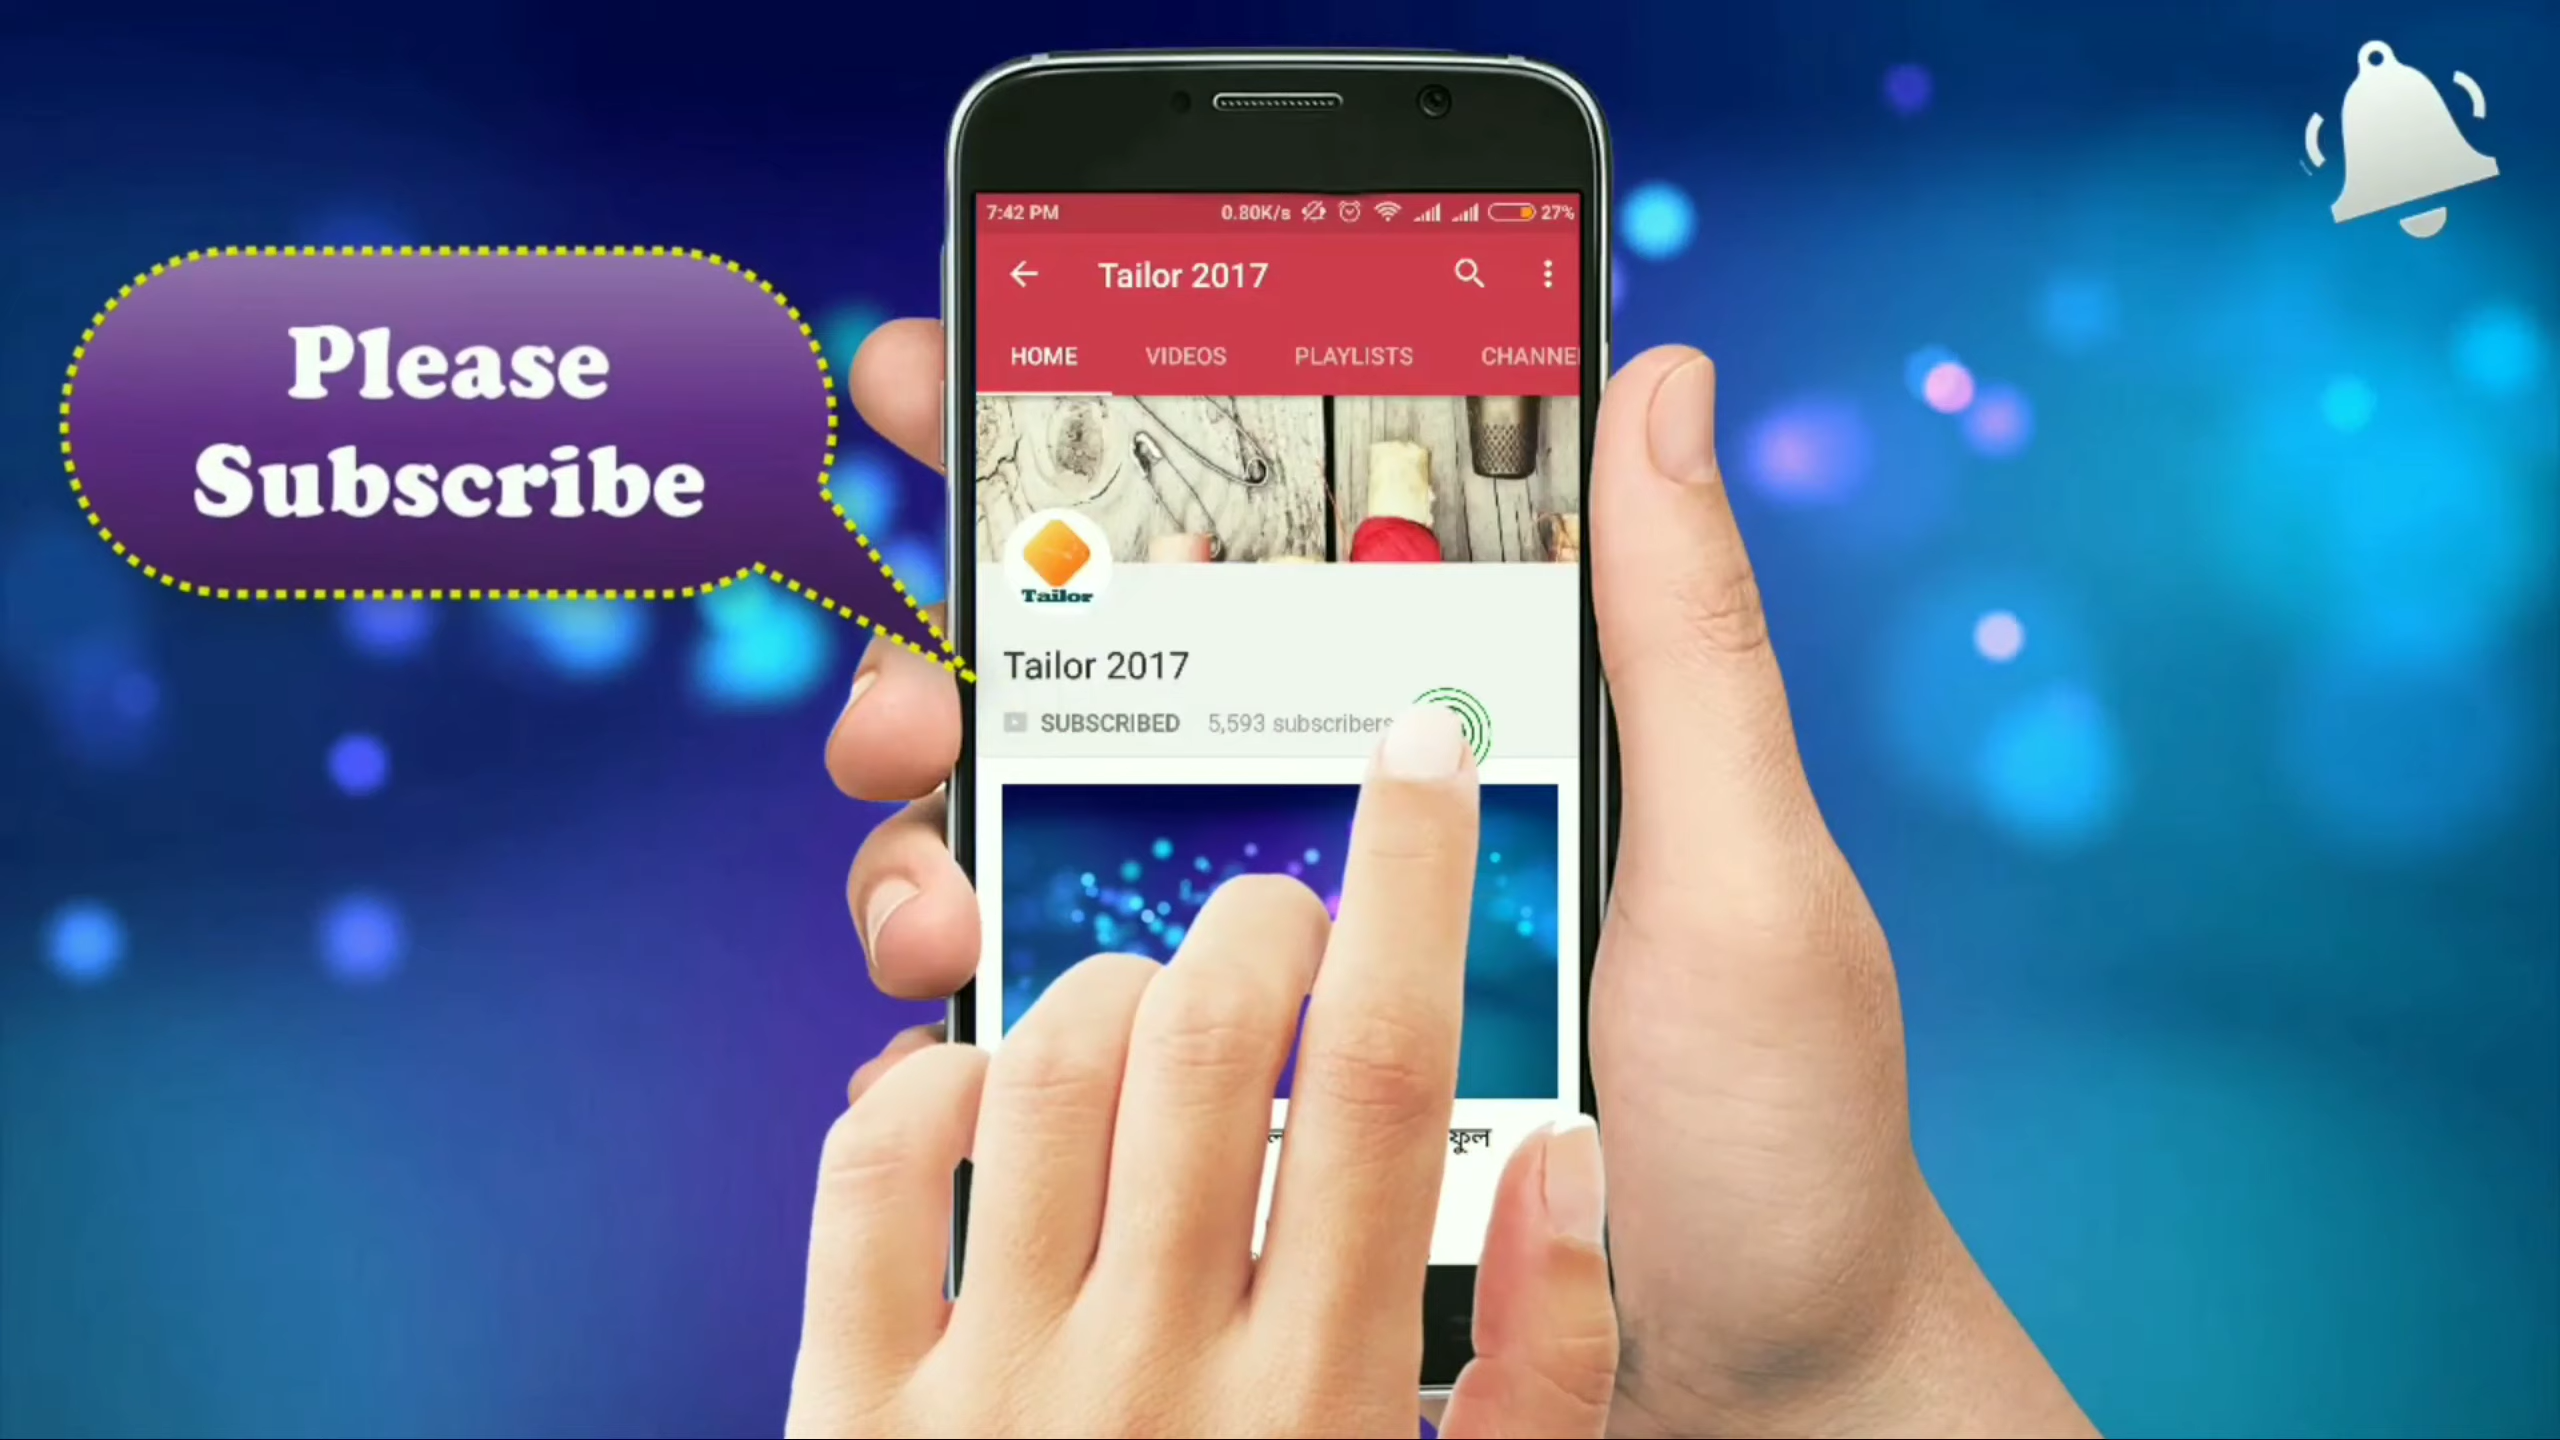 Please
Subscribe
7:42 PM 0.80K/s 27%
Tailor 2017
HOME VIDEOS PLAYLISTS CHANNE
Tailor
Tailor 2017
SUBSCRIBED 5,593 subscribers
ফুল